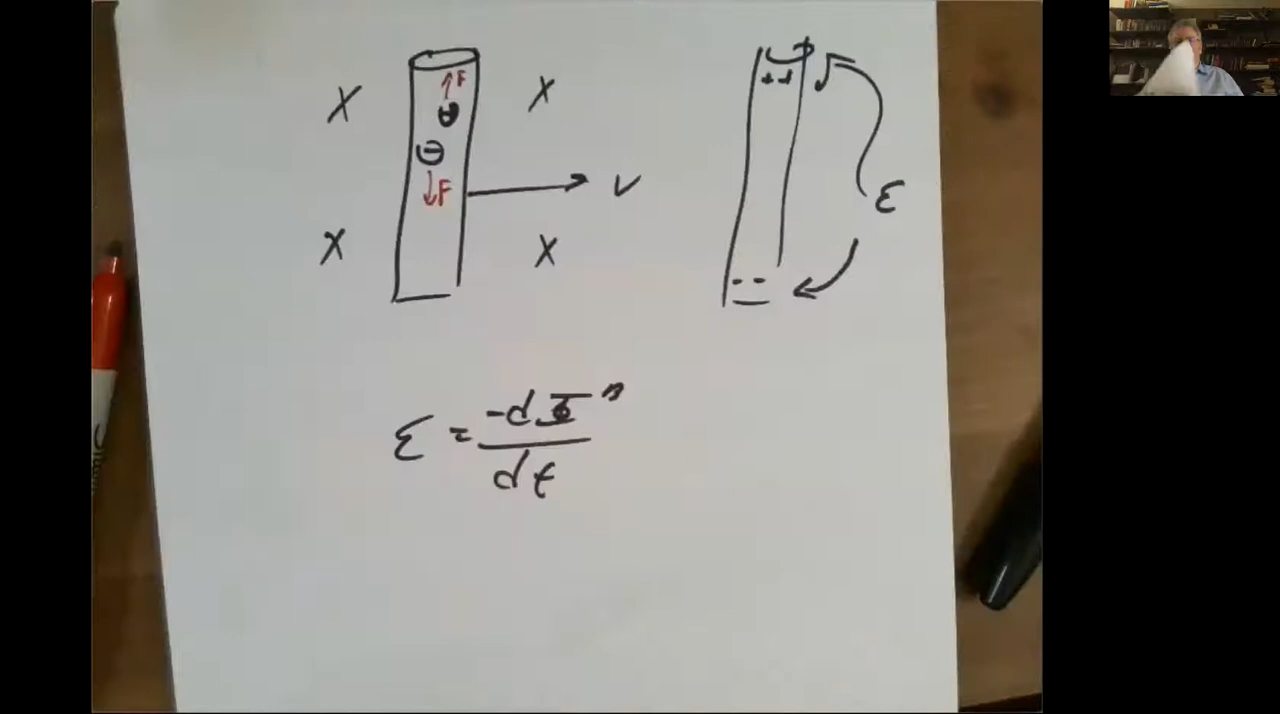 F
X X
F
v
X X
++
ε
--
ε = -dΦ^B
dt